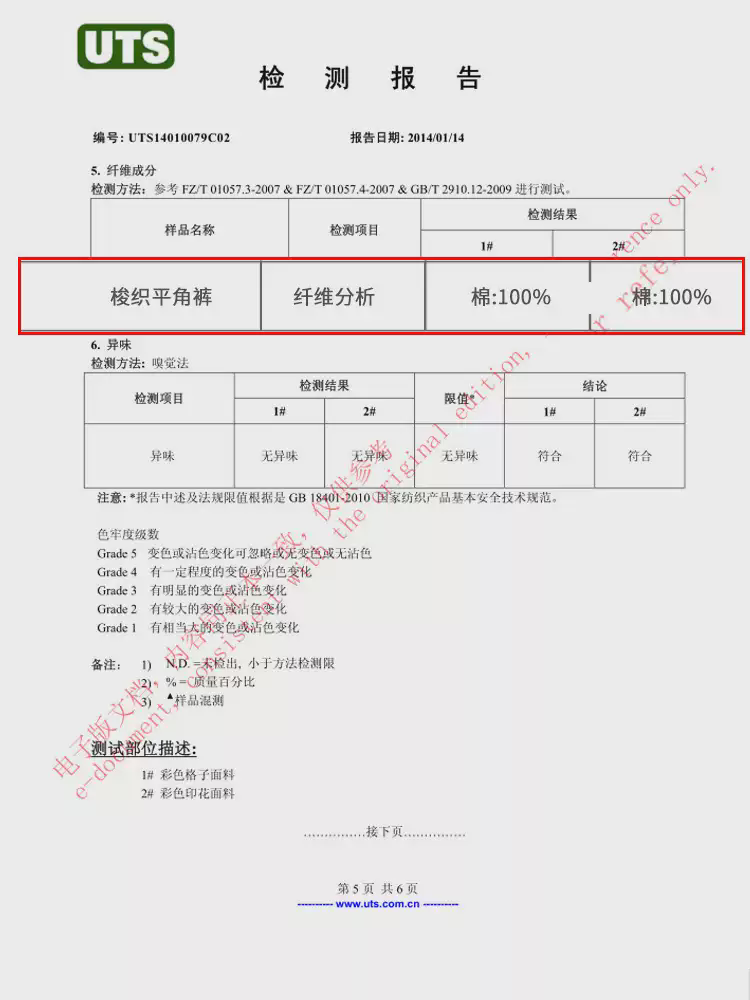 UTS
检 测 报 告
编号: UTS14010079C02 报告日期: 2014/01/14
5. 纤维成分
检测方法: 参考 FZ/T 01057.3-2007 & FZ/T 01057.4-2007 & GB/T 2910.12-2009 进行测试。
样品名称 检测项目 检测结果
1# 2#
梭织平角裤 纤维分析 棉:100% 棉:100%
6. 异味
检测方法: 嗅觉法
检测项目 检测结果 限值* 结论
1# 2# 1# 2#
异味 无异味 无异味 无异味 符合 符合
注意: *报告中述及法规限值根据是 GB 18401-2010 国家纺织产品基本安全技术规范。
色牢度级数
Grade 5 变色或沾色变化可忽略或无变色或无沾色
Grade 4 有一定程度的变色或沾色变化
Grade 3 有明显的变色或沾色变化
Grade 2 有较大的变色或沾色变化
Grade 1 有相当大的变色或沾色变化
备注: 1) N.D. =未检出, 小于方法检测限
2) % = 质量百分比
3) ▲样品混测
测试部位描述:
1# 彩色格子面料
2# 彩色印花面料
……………接下页……………
第 5 页 共 6 页
---------- www.uts.com.cn ----------
电子版文档, 内容同正本一致, 仅供参考
e-document, consistent with the original edition, refer ence only.